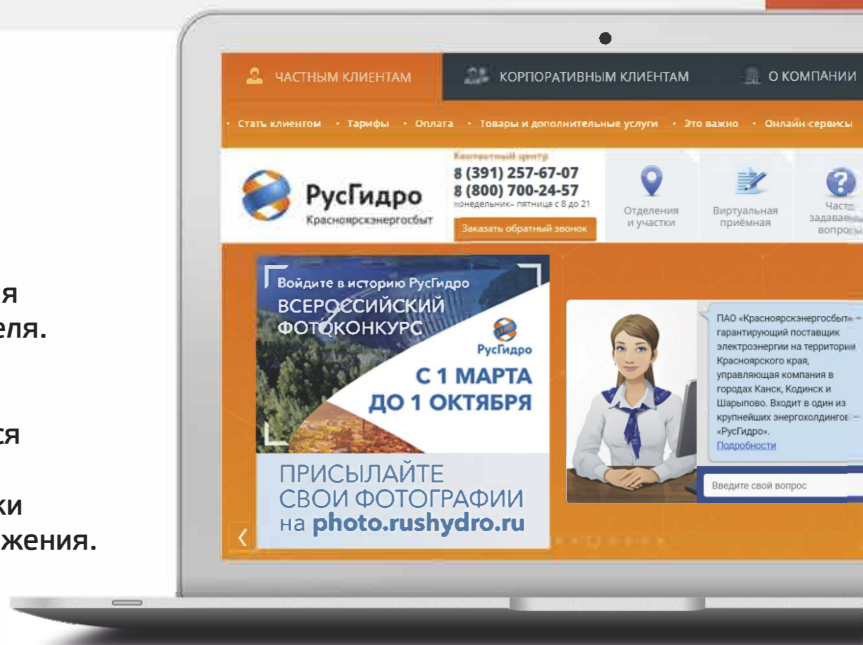 я
еля.
ся
ки
жения.
ЧАСТНЫМ КЛИЕНТАМ
КОРПОРАТИВНЫМ КЛИЕНТАМ
О КОМПАНИИ
· Стать клиентом · Тарифы · Оплата · Товары и дополнительные услуги · Это важно · Онлайн-сервисы
РусГидро
Красноярскэнергосбыт
Контактный центр
8 (391) 257-67-07
8 (800) 700-24-57
понедельник– пятница с 8 до 21
Заказать обратный звонок
Отделения
и участки
Виртуальная
приёмная
Часто
задаваемые
вопросы
Войдите в историю РусГидро
ВСЕРОССИЙСКИЙ
ФОТОКОНКУРС
РусГидро
С 1 МАРТА
ДО 1 ОКТЯБРЯ
ПРИСЫЛАЙТЕ
СВОИ ФОТОГРАФИИ
на photo.rushydro.ru
ПАО «Красноярскэнергосбыт» –
гарантирующий поставщик
электроэнергии на территории
Красноярского края,
управляющая компания в
городах Канск, Кодинск и
Шарыпово. Входит в один из
крупнейших энергохолдингов –
«РусГидро».
Подробности
Введите свой вопрос